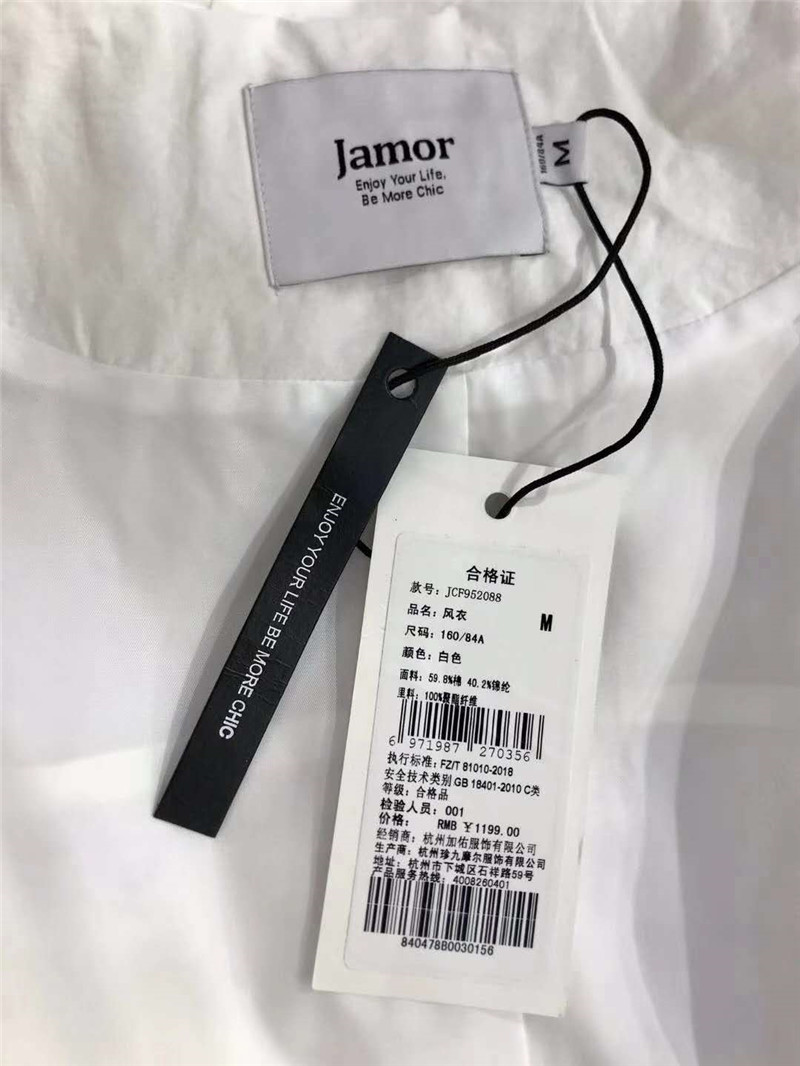 Jamor
Enjoy Your Life,
Be More Chic
160/84A
M
ENJOY YOUR LIFE BE MORE CHIC
合格证
款号：JCF952088
品名：风衣
M
尺码：160/84A
颜色：白色
面料：59.8%棉 40.2%锦纶
里料：100%聚酯纤维
6 971987 270356
执行标准：FZ/T 81010-2018
安全技术类别 GB 18401-2010 C类
等级：合格品
检验人员：001
价格： RMB ￥1199.00
经销商：杭州加佑服饰有限公司
生产商：杭州珍九摩尔服饰有限公司
地址：杭州市下城区石祥路59号
产品服务热线：4008260401
840478B0030156